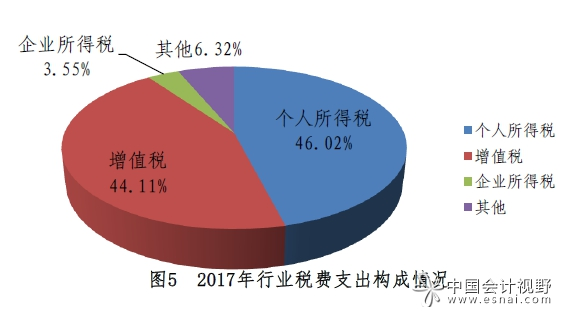 企业所得税
3.55%
其他6.32%
个人所得税
46.02%
增值税
44.11%
个人所得税
增值税
企业所得税
其他
图5 2017年行业税费支出构成情况
中国会计视野
www.esnai.com